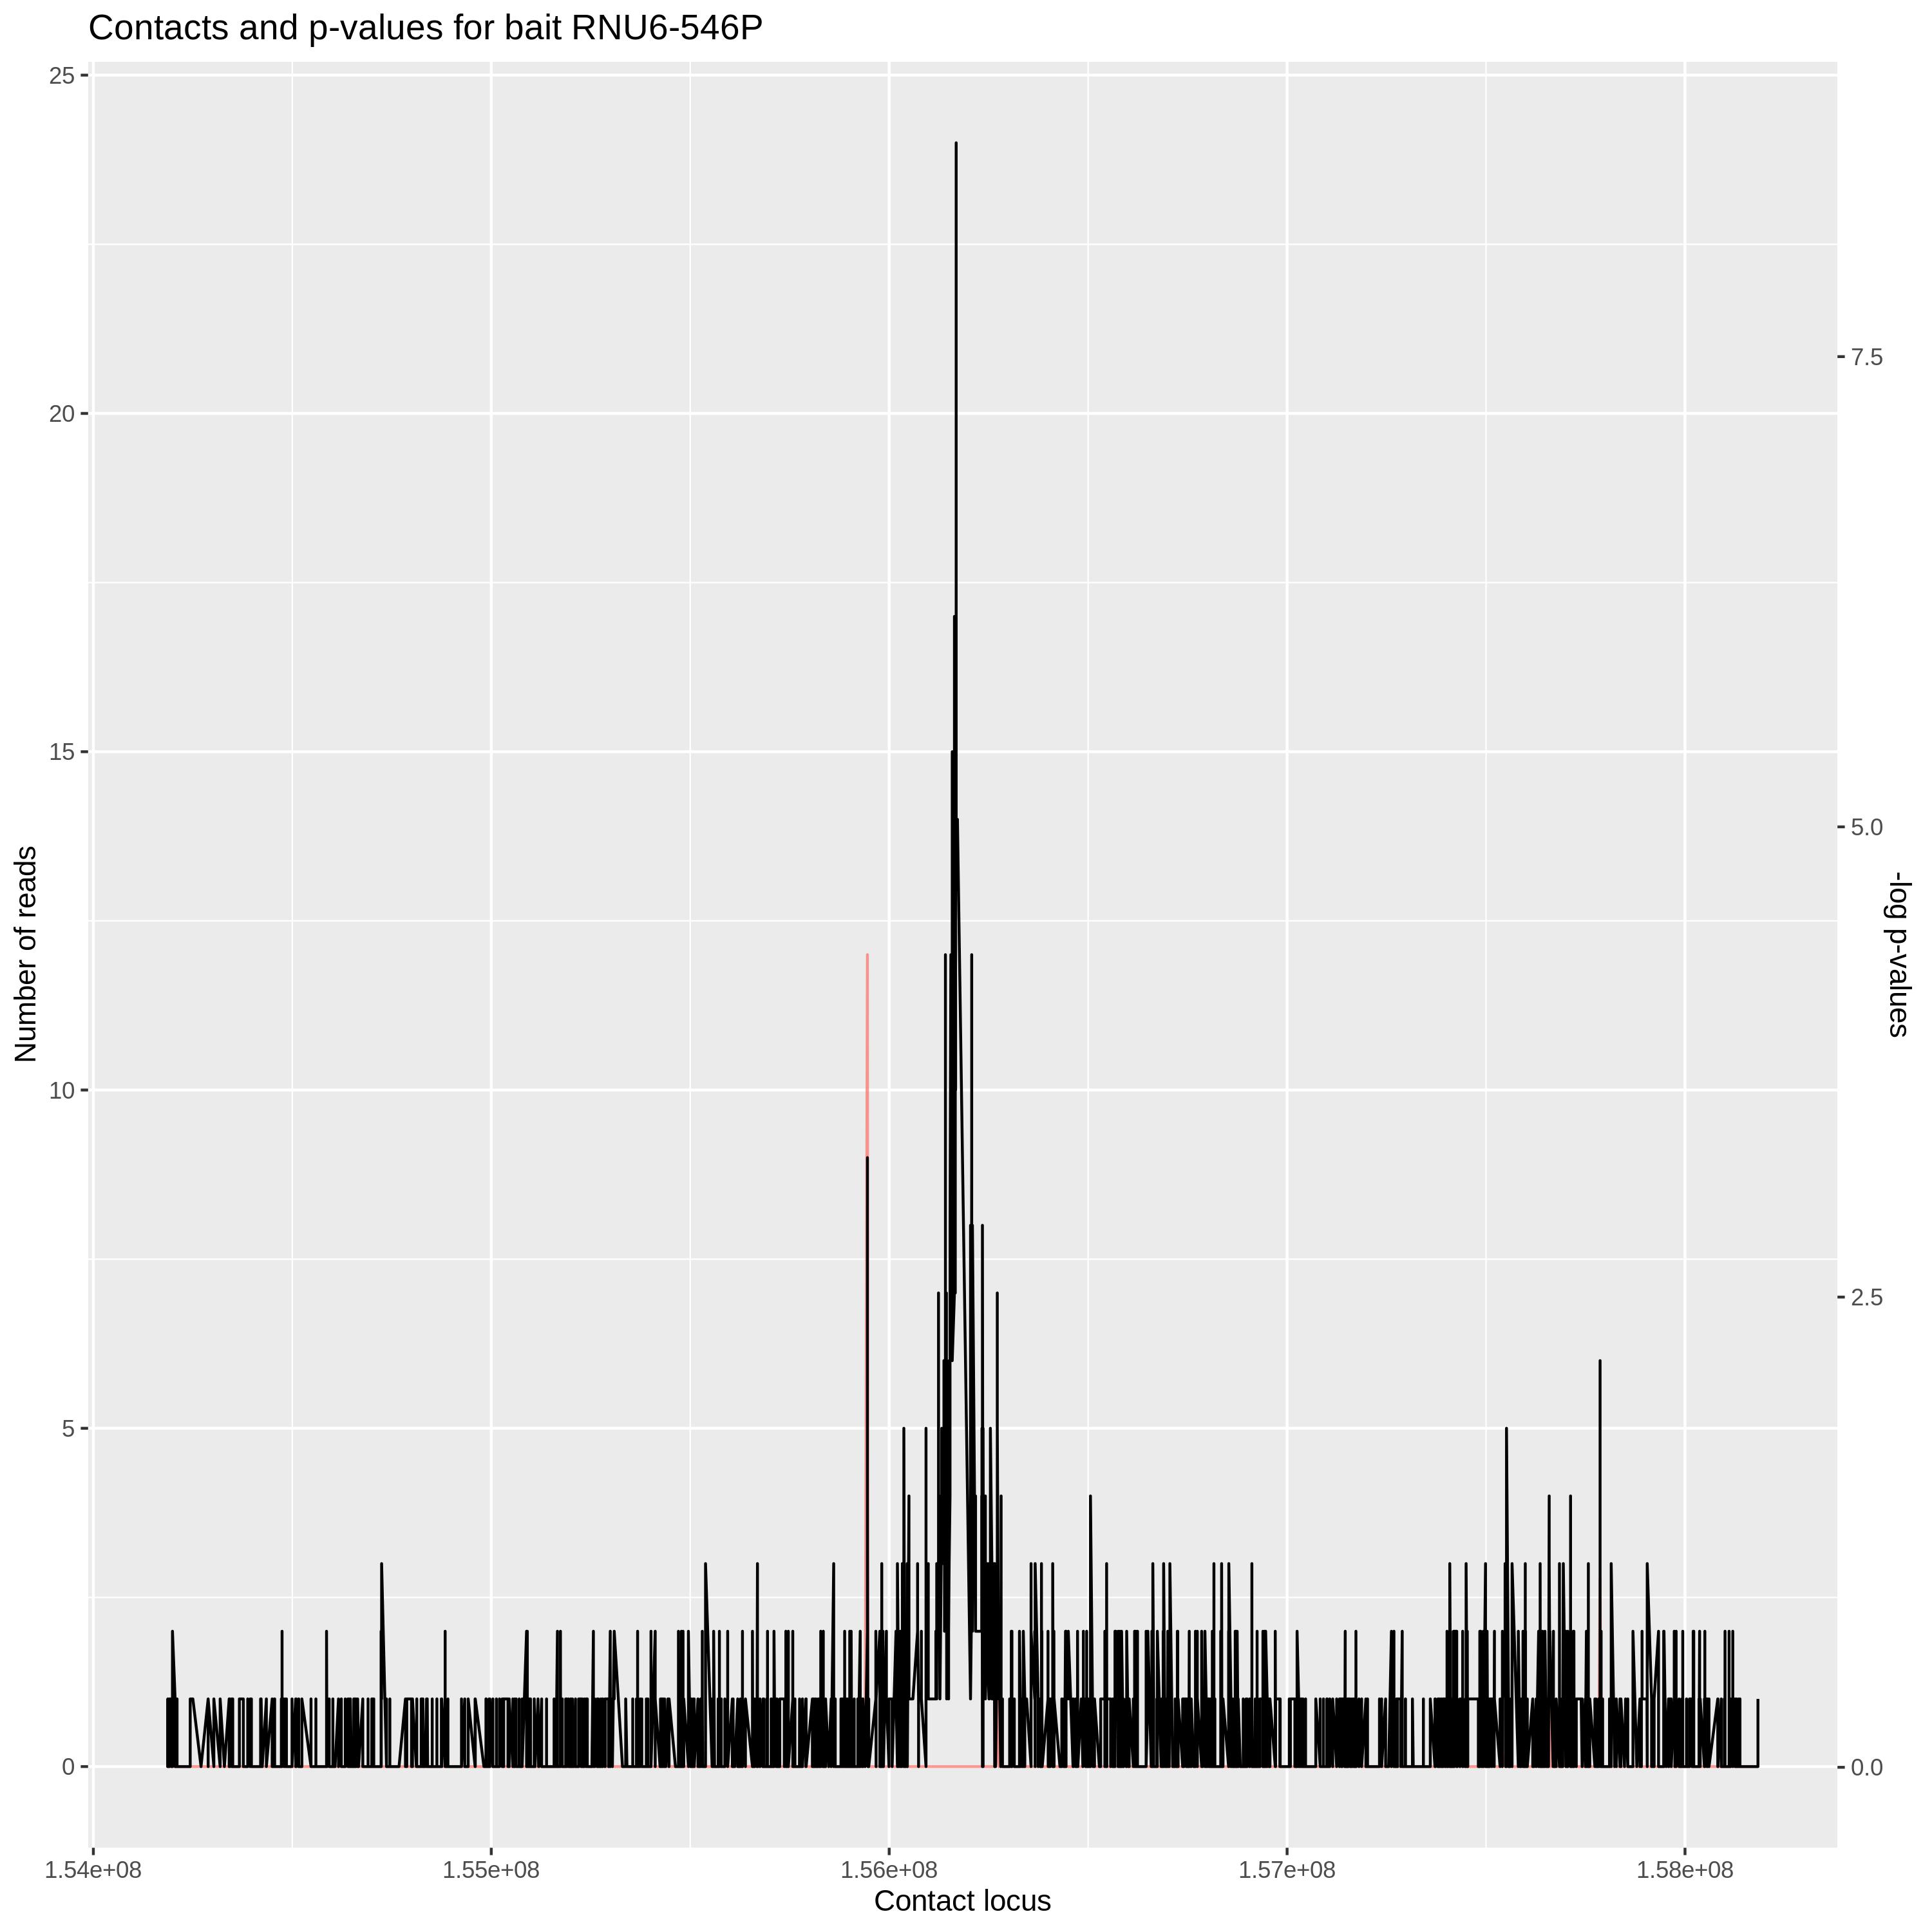 Contacts and p-values for bait RNU6-546P
25
20
15
10
5
0
Number of reads
7.5
5.0
2.5
0.0
-log p-values
1.54e+08 1.55e+08 1.56e+08 1.57e+08 1.58e+08
Contact locus